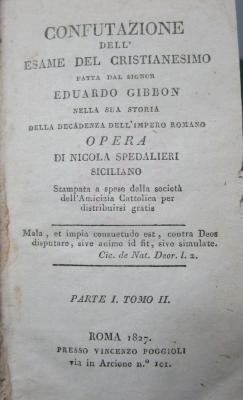 CONFUTAZIONE
DELL'
ESAME DEL CRISTIANESIMO
FATTA DAL SIGNOR
EDUARDO GIBBON
NELLA SUA STORIA
DELLA DECADENZA DELL'IMPERO ROMANO
OPERA
DI NICOLA SPEDALIERI
SICILIANO
Stampata a spese della società
dell'Amicizia Cattolica per
distribuirsi gratis
Mala, et impia consuetudo est, contra Deos
disputare, sive animo id fit, sive simulate.
Cic. de Nat. Deor. l. 2.
PARTE I. TOMO II.
ROMA 1827.
PRESSO VINCENZO POGGIOLI
via in Arcione n.° 101.